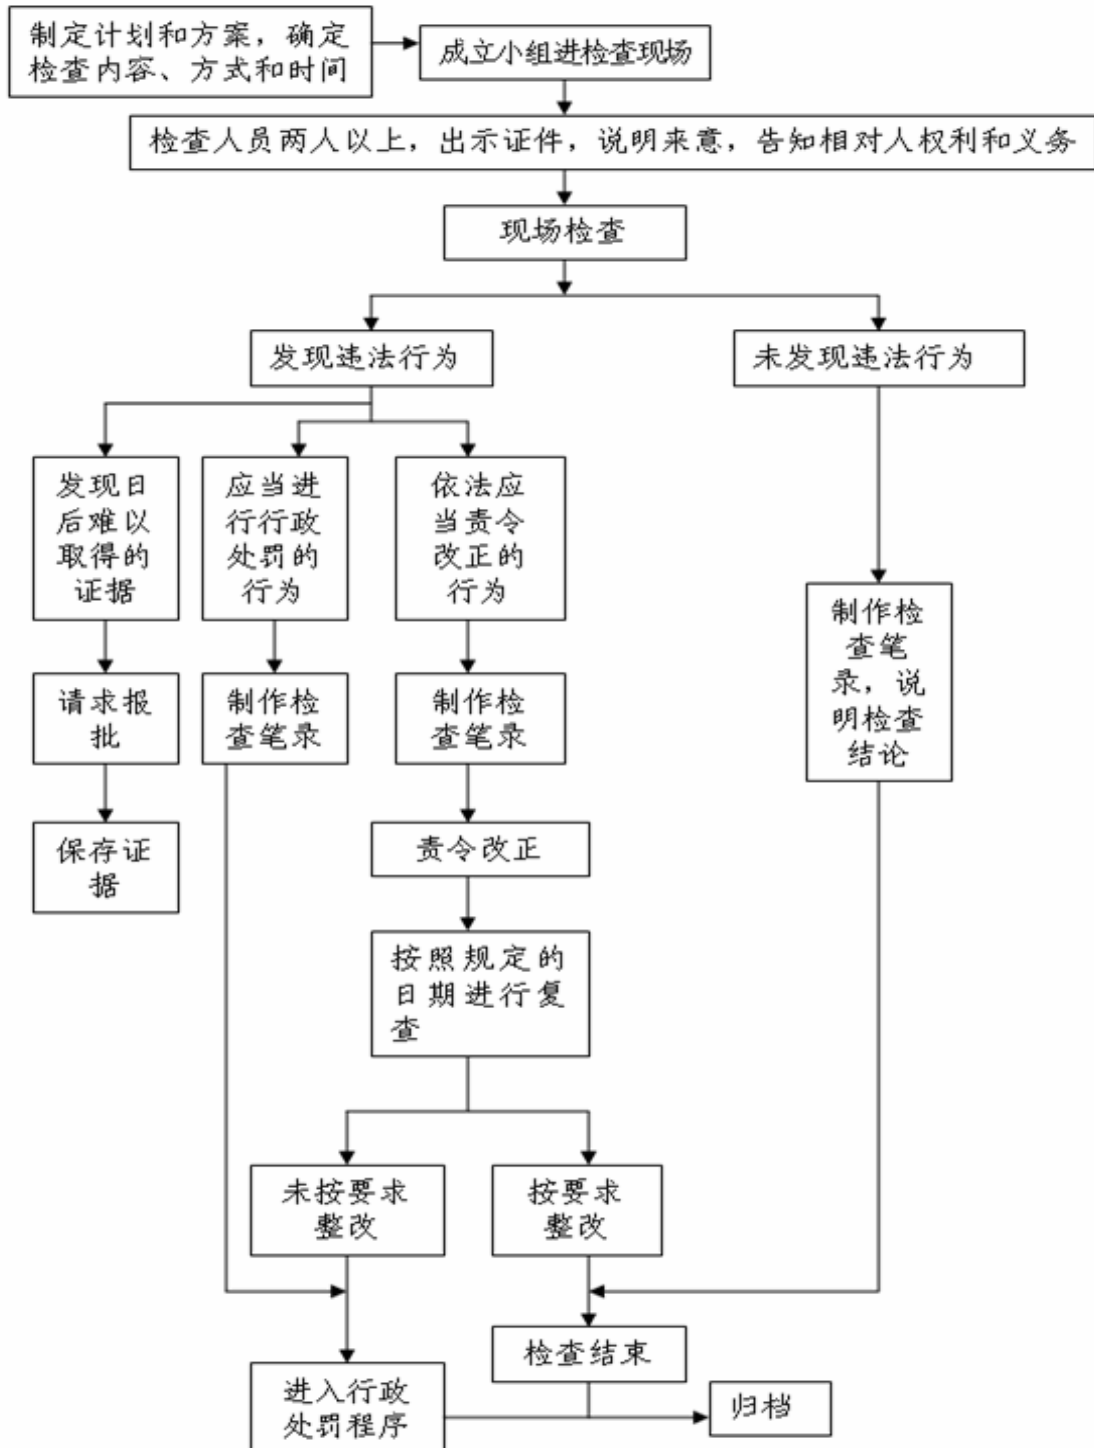 制定计划和方案，确定
检查内容、方式和时间
成立小组进检查现场
检查人员两人以上，出示证件，说明来意，告知相对人权利和义务
现场检查
发现违法行为
未发现违法行为
发现日
后难以
取得的
证据
应当进
行行政
处罚的
行为
依法应
当责令
改正的
行为
制作检
查笔
录，说
明检查
结论
请求报
批
制作检
查笔录
制作检
查笔录
保存证
据
责令改正
按照规定的
日期进行复
查
未按要求
整改
按要求
整改
检查结束
进入行政
处罚程序
归档